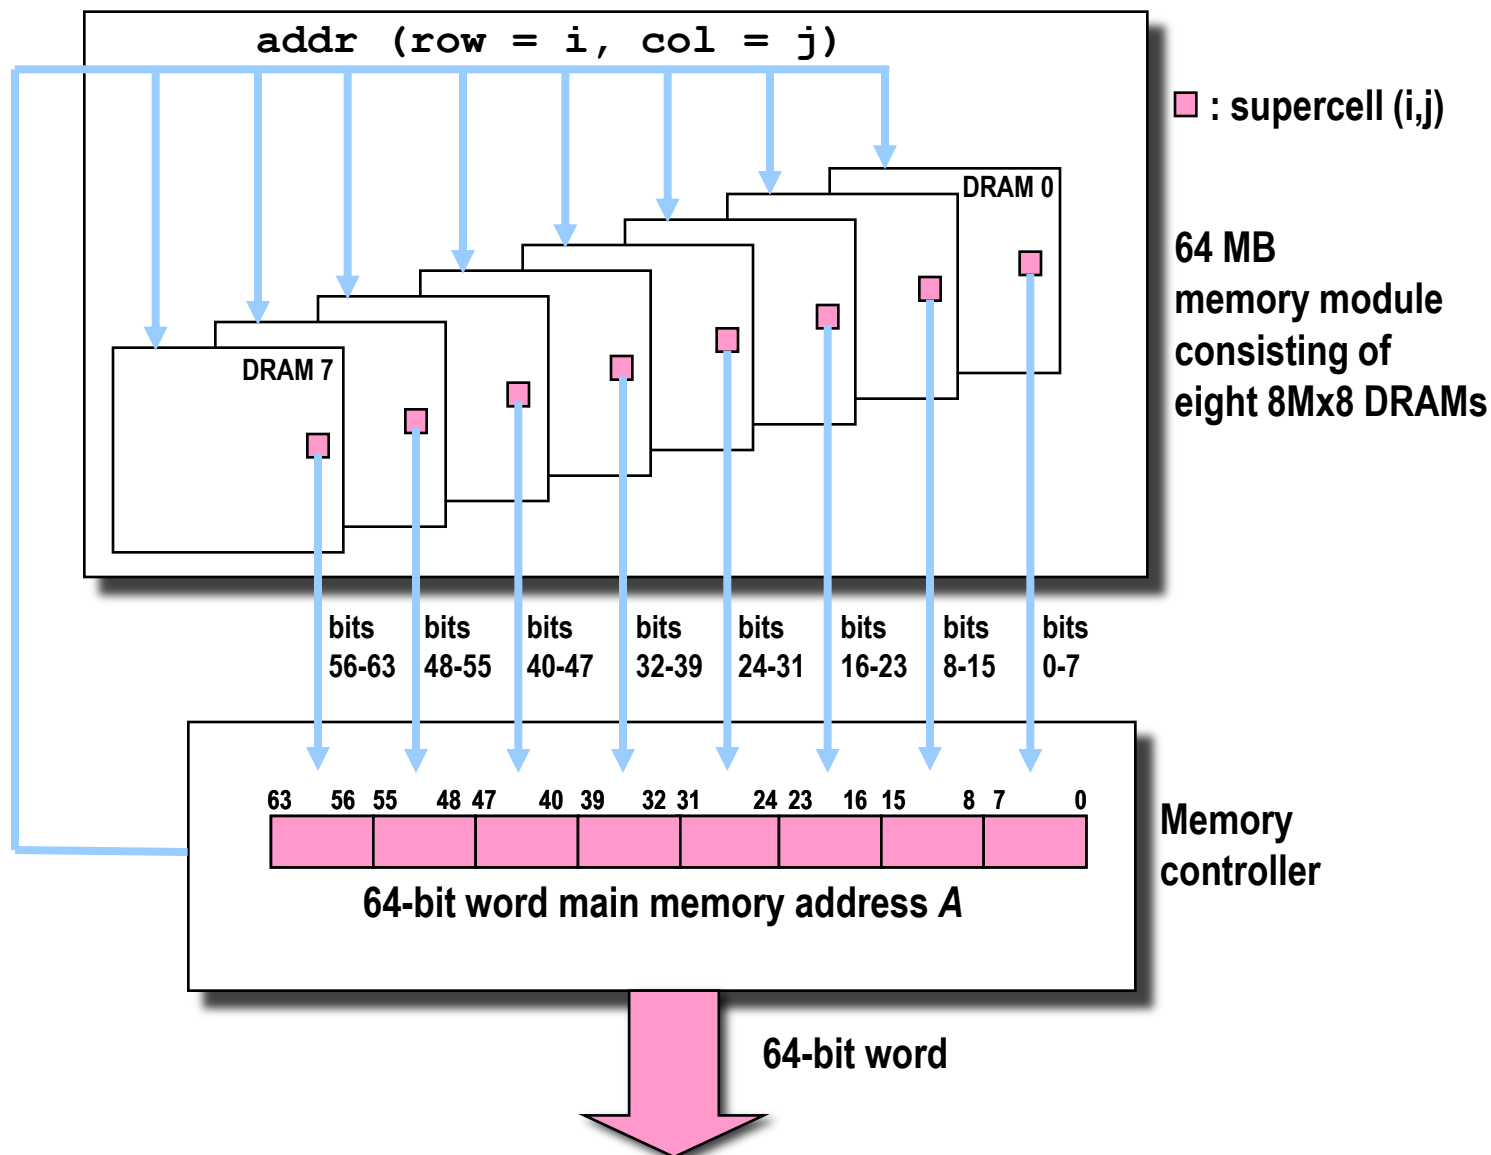 addr (row = i, col = j)
: supercell (i,j)
DRAM 0
64 MB
memory module
consisting of
eight 8Mx8 DRAMs
DRAM 7
bits
56-63
bits
48-55
bits
40-47
bits
32-39
bits
24-31
bits
16-23
bits
8-15
bits
0-7
63 56 55 48 47 40 39 32 31 24 23 16 15 8 7 0
Memory
controller
64-bit word main memory address A
64-bit word